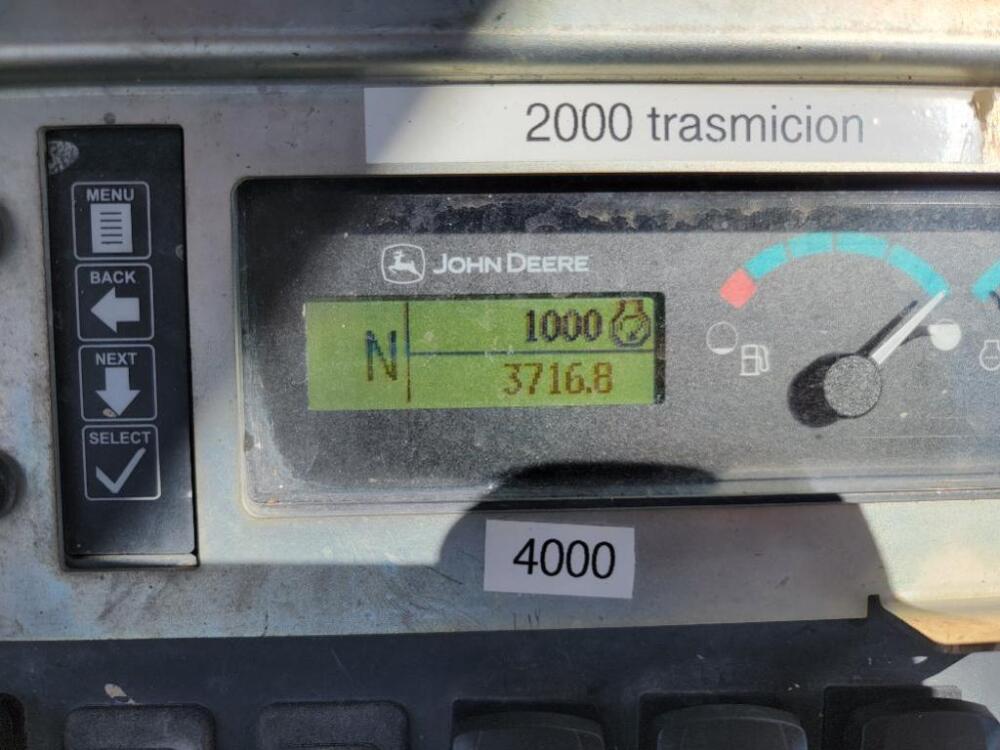 2000 trasmicion
MENU
BACK
NEXT
SELECT
JOHN DEERE
N
1000
3716.8
4000